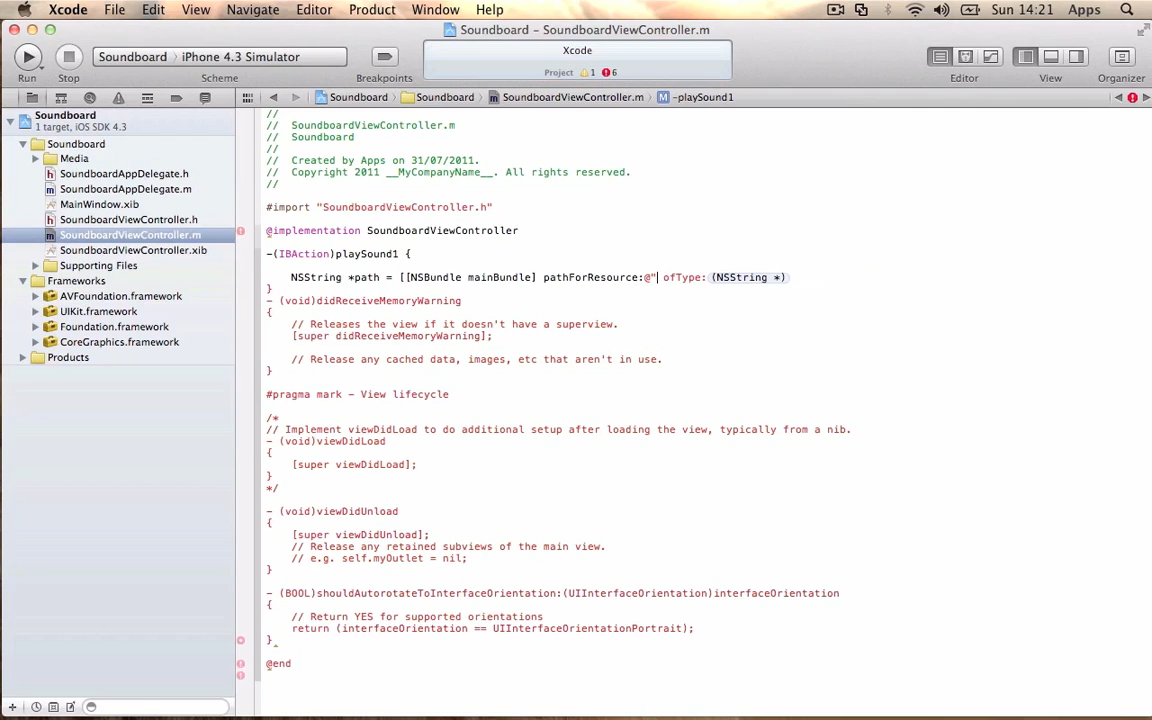 Xcode File Edit View Navigate Editor Product Window Help Sun 14:21 Apps
Soundboard - SoundboardViewController.m
Soundboard iPhone 4.3 Simulator
Xcode
Project 1 6
Run Stop Scheme Breakpoints Editor View Organizer
Soundboard Soundboard SoundboardViewController.m M -playSound1
Soundboard
1 target, iOS SDK 4.3
Soundboard
Media
h SoundboardAppDelegate.h
m SoundboardAppDelegate.m
MainWindow.xib
h SoundboardViewController.h
m SoundboardViewController.m
SoundboardViewController.xib
Supporting Files
Frameworks
AVFoundation.framework
UIKit.framework
Foundation.framework
CoreGraphics.framework
Products
//
// SoundboardViewController.m
// Soundboard
//
// Created by Apps on 31/07/2011.
// Copyright 2011 __MyCompanyName__. All rights reserved.
//
#import "SoundboardViewController.h"
@implementation SoundboardViewController
-(IBAction)playSound1 {
NSString *path = [[NSBundle mainBundle] pathForResource:@" ofType:(NSString *)
}
- (void)didReceiveMemoryWarning
{
// Releases the view if it doesn't have a superview.
[super didReceiveMemoryWarning];
// Release any cached data, images, etc that aren't in use.
}
#pragma mark - View lifecycle
/*
// Implement viewDidLoad to do additional setup after loading the view, typically from a nib.
- (void)viewDidLoad
{
[super viewDidLoad];
}
*/
- (void)viewDidUnload
{
[super viewDidUnload];
// Release any retained subviews of the main view.
// e.g. self.myOutlet = nil;
}
- (BOOL)shouldAutorotateToInterfaceOrientation:(UIInterfaceOrientation)interfaceOrientation
{
// Return YES for supported orientations
return (interfaceOrientation == UIInterfaceOrientationPortrait);
}
@end